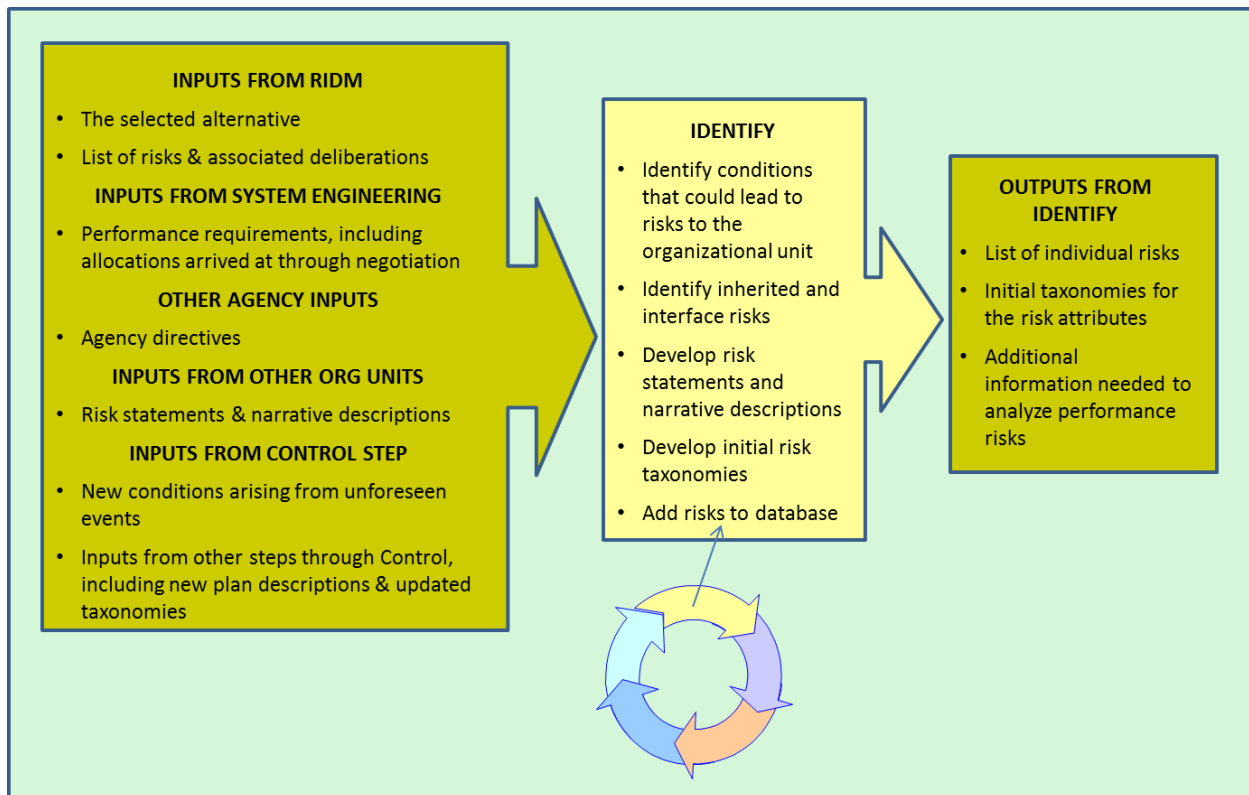 INPUTS FROM RIDM
• The selected alternative
• List of risks & associated deliberations
INPUTS FROM SYSTEM ENGINEERING
• Performance requirements, including
allocations arrived at through negotiation
OTHER AGENCY INPUTS
• Agency directives
INPUTS FROM OTHER ORG UNITS
• Risk statements & narrative descriptions
INPUTS FROM CONTROL STEP
• New conditions arising from unforeseen
events
• Inputs from other steps through Control,
including new plan descriptions & updated
taxonomies
IDENTIFY
• Identify conditions
that could lead to
risks to the
organizational unit
• Identify inherited and
interface risks
• Develop risk
statements and
narrative descriptions
• Develop initial risk
taxonomies
• Add risks to database
OUTPUTS FROM
IDENTIFY
• List of individual risks
• Initial taxonomies for
the risk attributes
• Additional
information needed to
analyze performance
risks